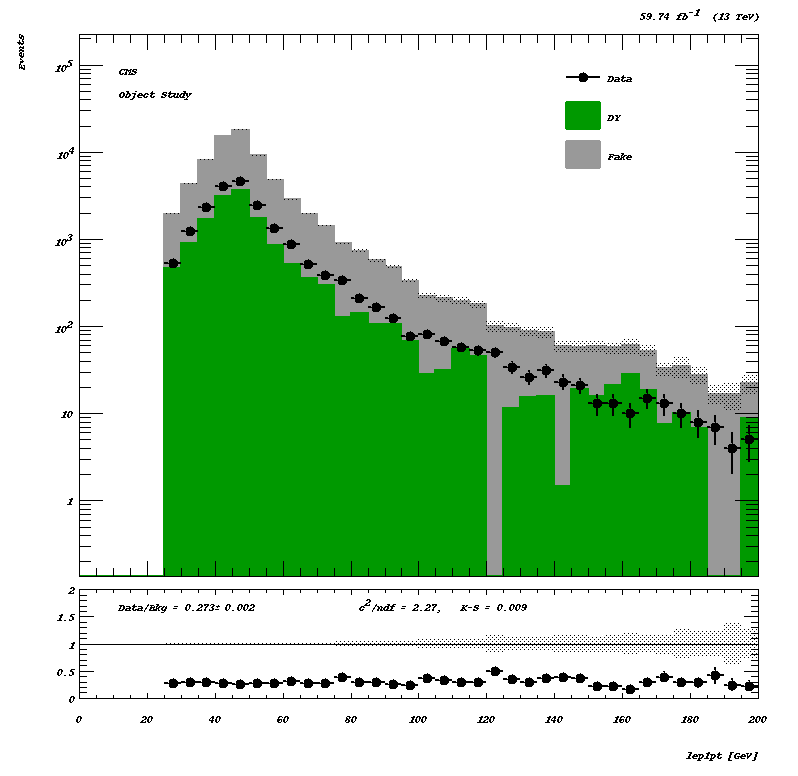 59.74 fb-1 (13 TeV)
Events
CMS
Object Study
Data
DY
Fake
10^5
10^4
10^3
10^2
10
1
Data/Bkg = 0.273± 0.002 c^2/ndf = 2.27, K-S = 0.009
2
1.5
1
0.5
0
0 20 40 60 80 100 120 140 160 180 200
lep1pt [GeV]